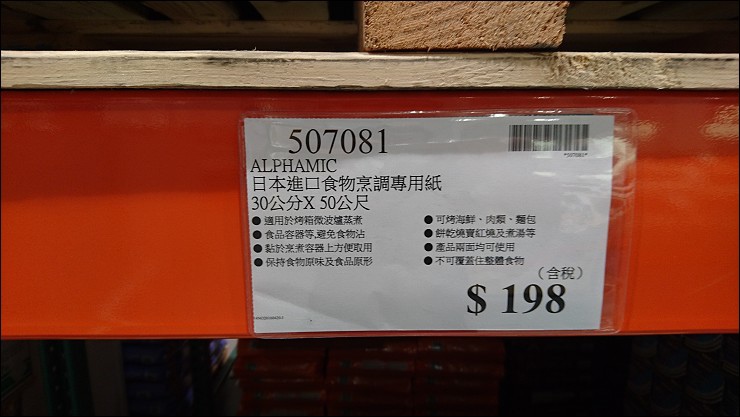 507081
*507081*
ALPHAMIC
日本進口食物烹調專用紙
30公分X 50公尺
●適用於烤箱微波爐蒸煮
●食品容器等,避免食物沾
●黏於烹煮容器上方便取用
●保持食物原味及食品原形
●可烤海鮮、肉類、麵包
●餅乾燒賣紅燒及煮湯等
●產品兩面均可使用
●不可覆蓋住整體食物
(含稅)
$ 198